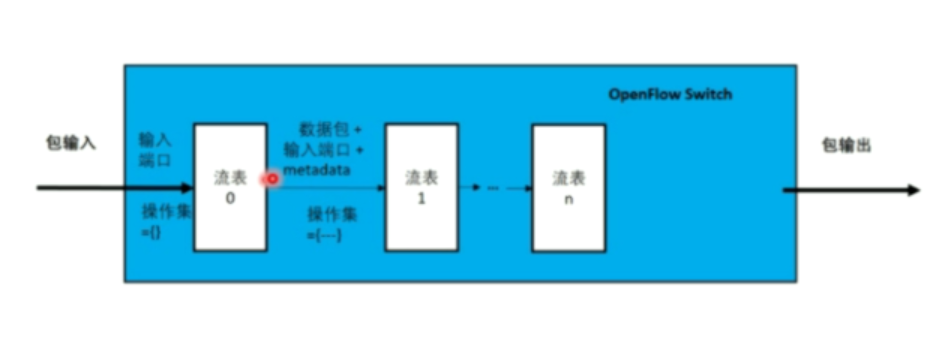 OpenFlow Switch
包输入
输入
端口
操作集
={}
流表
0
数据包 +
输入端口 +
metadata
操作集
={---}
流表
1
流表
n
包输出